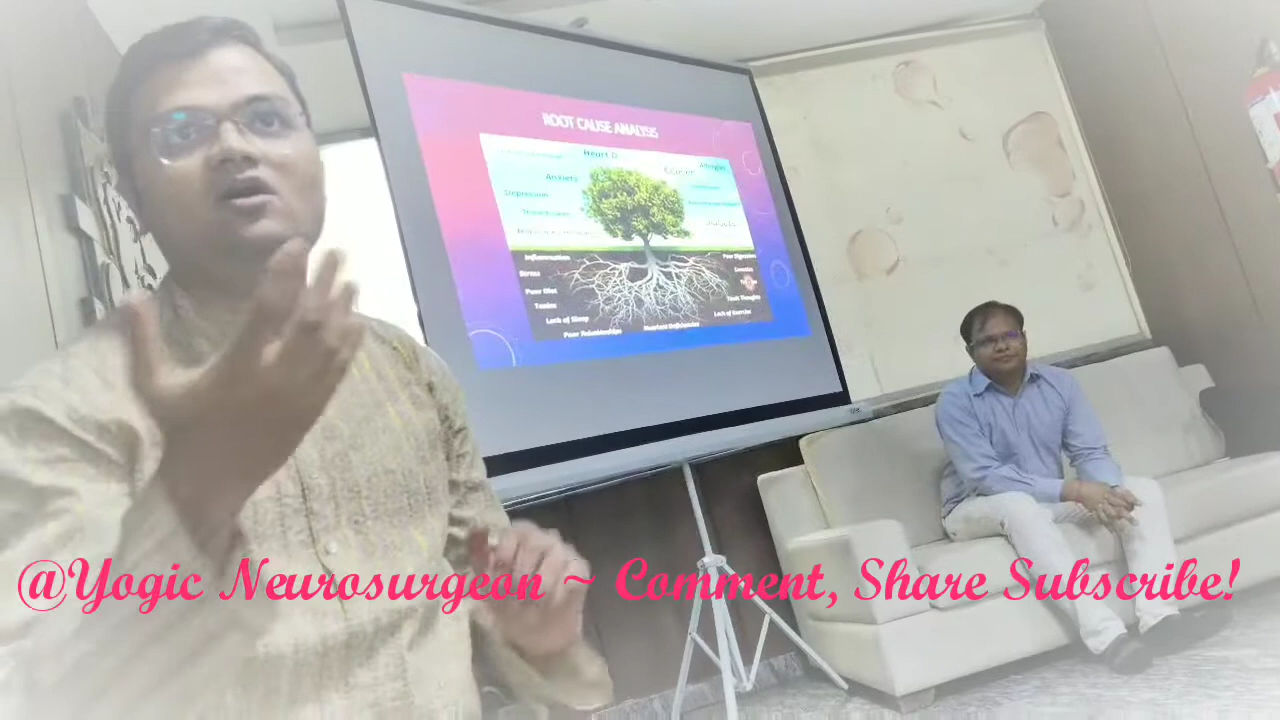 ROOT CAUSE ANALYSIS
Heart D
Cancer
Allergies
Anxiety
Depression
Inflammation
Stress
Poor Diet
Toxins
Lack of Sleep
Poor Relationships
Nutrient Deficiencies
Poor Digestion
Toxic Thoughts
Lack of Exercise
@Yogic Neurosurgeon ~ Comment, Share Subscribe!